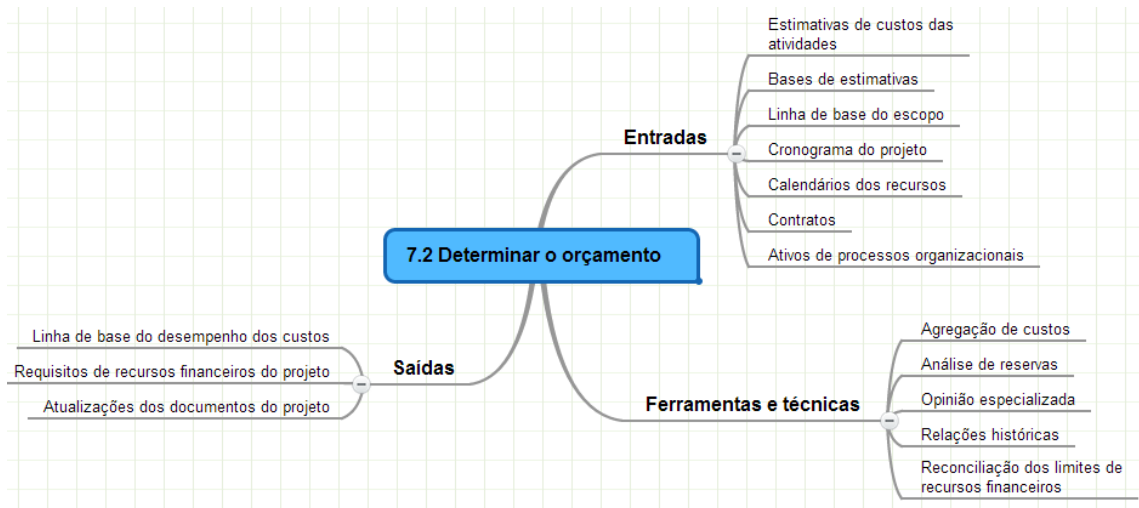 Estimativas de custos das
atividades
Bases de estimativas
Linha de base do escopo
Entradas
Cronograma do projeto
Calendários dos recursos
Contratos
Ativos de processos organizacionais
7.2 Determinar o orçamento
Linha de base do desempenho dos custos
Saídas
Requisitos de recursos financeiros do projeto
Atualizações dos documentos do projeto
Ferramentas e técnicas
Agregação de custos
Análise de reservas
Opinião especializada
Relações históricas
Reconciliação dos limites de
recursos financeiros